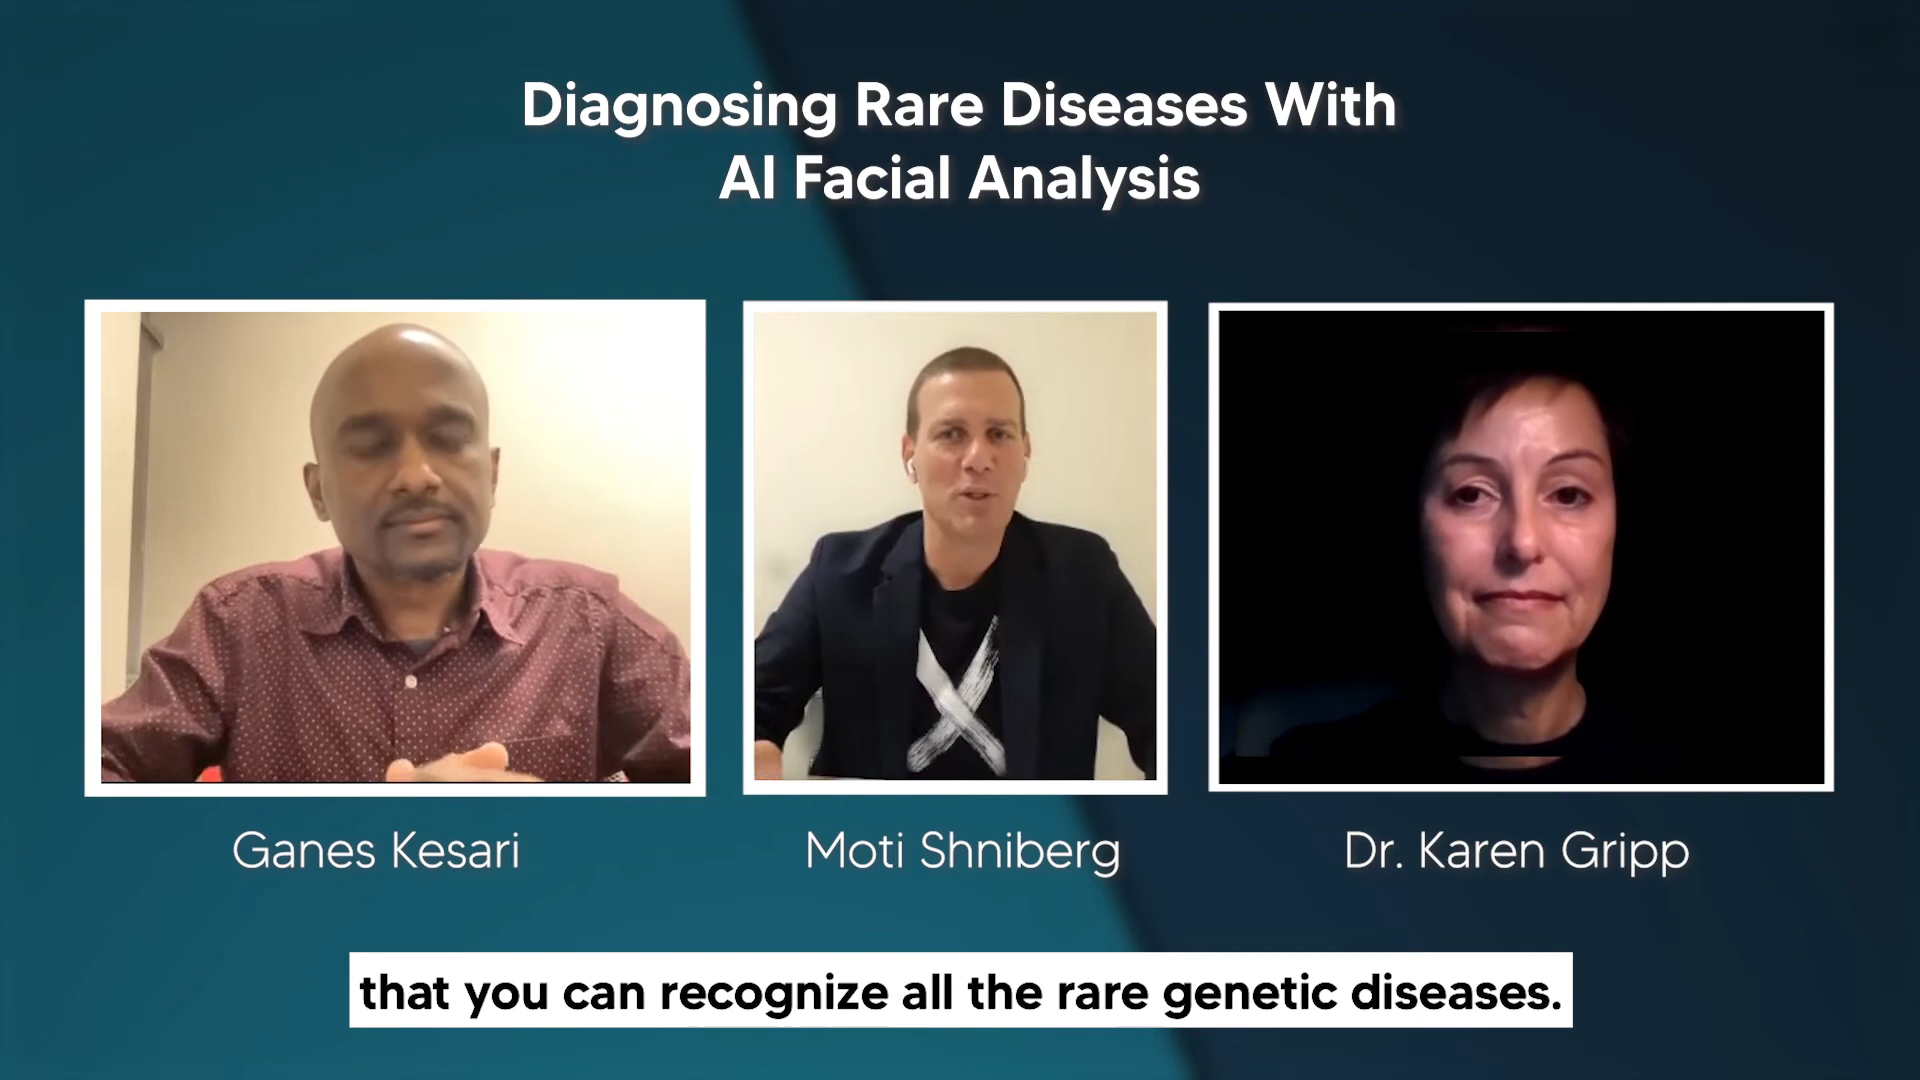 Diagnosing Rare Diseases With
AI Facial Analysis
Ganes Kesari
Moti Shniberg
Dr. Karen Gripp
that you can recognize all the rare genetic diseases.